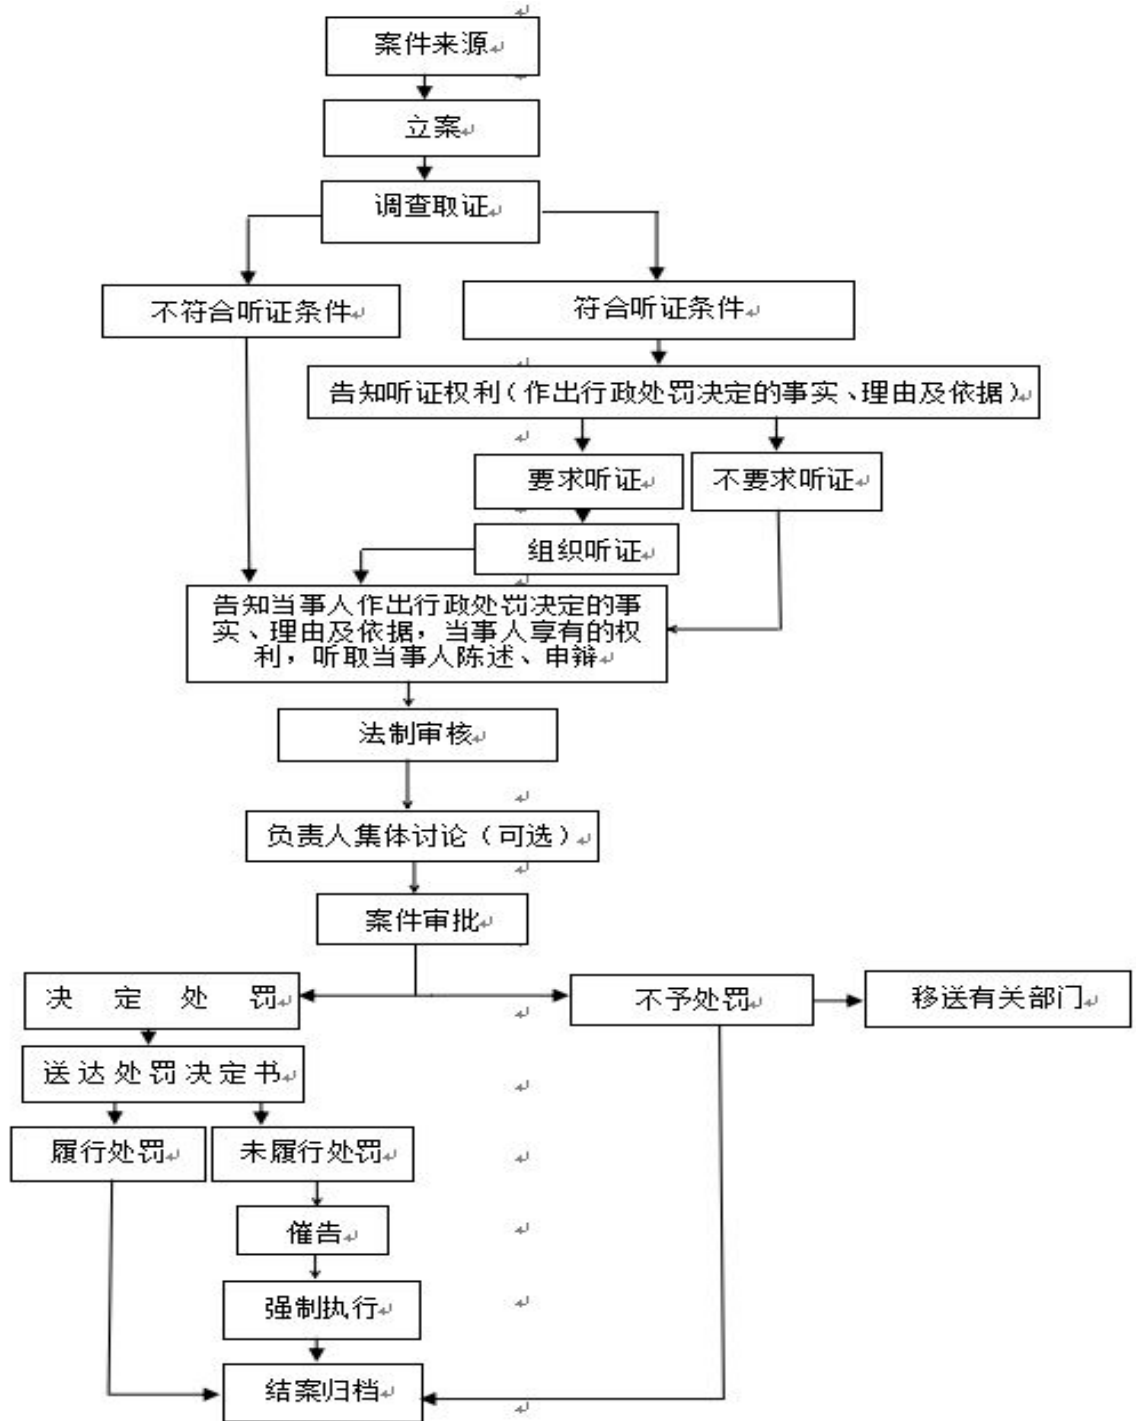 案件来源
立案
调查取证
不符合听证条件
符合听证条件
告知听证权利（作出行政处罚决定的事实、理由及依据）
要求听证
不要求听证
组织听证
告知当事人作出行政处罚决定的事
实、理由及依据，当事人享有的权
利，听取当事人陈述、申辩
法制审核
负责人集体讨论（可选）
案件审批
决定处罚
不予处罚
移送有关部门
送达处罚决定书
履行处罚
未履行处罚
催告
强制执行
结案归档